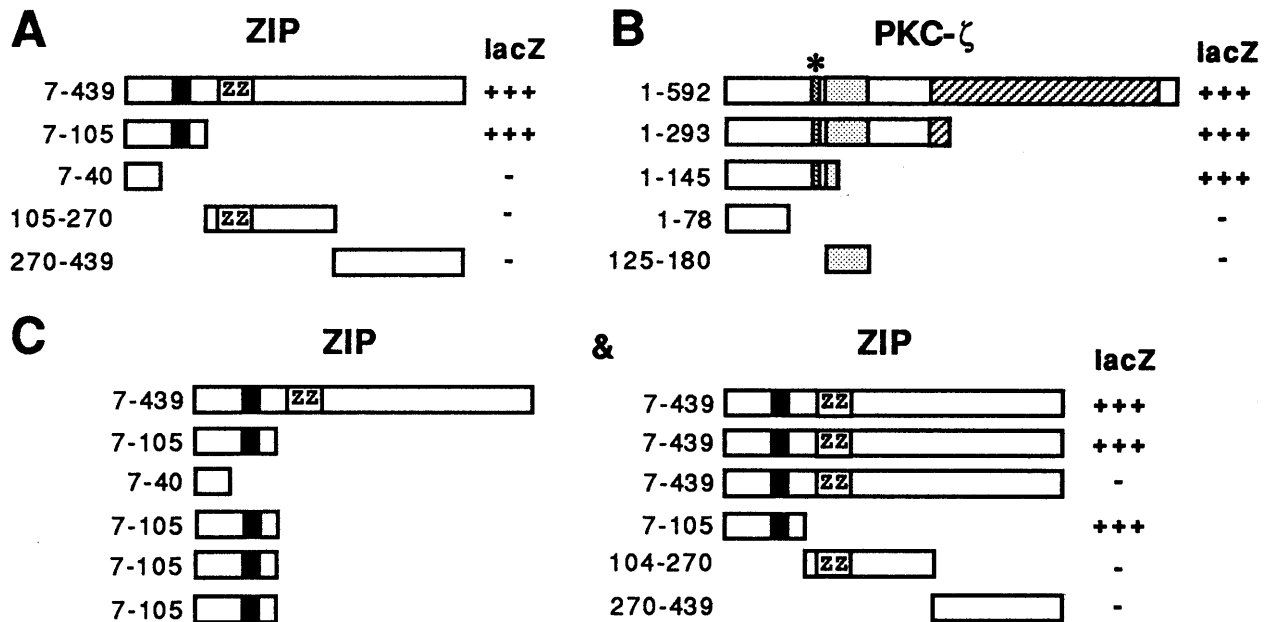 A
ZIP
lacZ
7-439 ZZ +++
7-105 +++
7-40 -
105-270 ZZ -
270-439 -
B
PKC-ζ
lacZ
*
1-592 +++
1-293 +++
1-145 +++
1-78 -
125-180 -
C
ZIP & ZIP
lacZ
7-439 ZZ 7-439 ZZ +++
7-105 7-439 ZZ +++
7-40 7-439 ZZ -
7-105 7-105 +++
7-105 104-270 ZZ -
7-105 270-439 -